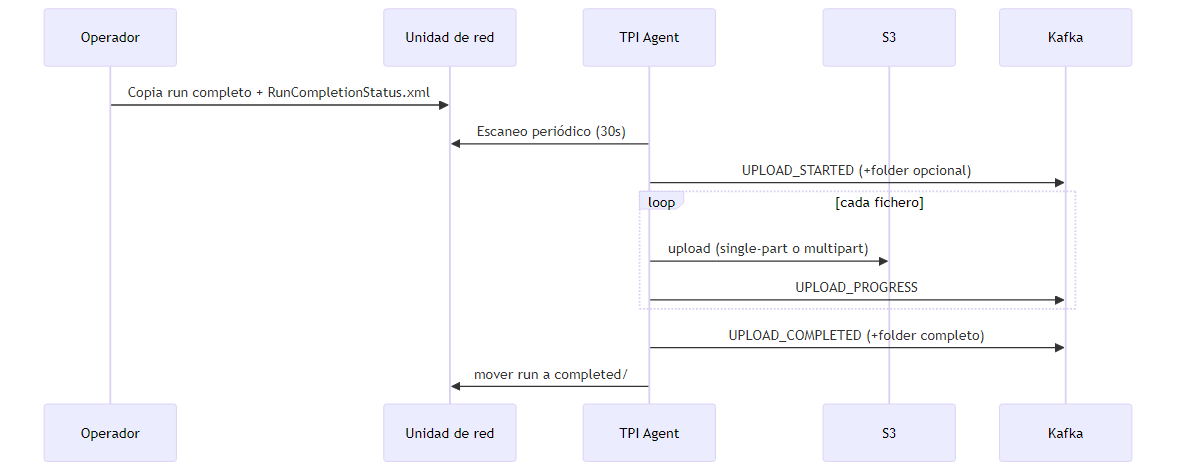 Operador
Unidad de red
TPI Agent
S3
Kafka
Copia run completo + RunCompletionStatus.xml
Escaneo periódico (30s)
UPLOAD_STARTED (+folder opcional)
loop
[cada fichero]
upload (single-part o multipart)
UPLOAD_PROGRESS
UPLOAD_COMPLETED (+folder completo)
mover run a completed/
Operador
Unidad de red
TPI Agent
S3
Kafka